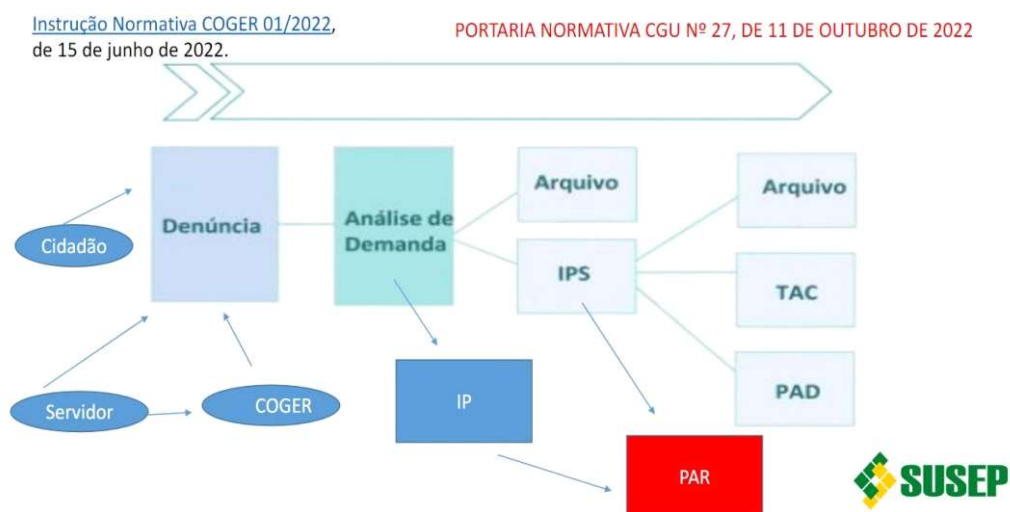 Instrução Normativa COGER 01/2022,
de 15 de junho de 2022.
PORTARIA NORMATIVA CGU Nº 27, DE 11 DE OUTUBRO DE 2022
Denúncia
Análise de
Demanda
Arquivo
IPS
Arquivo
TAC
PAD
Cidadão
Servidor
COGER
IP
PAR
SUSEP